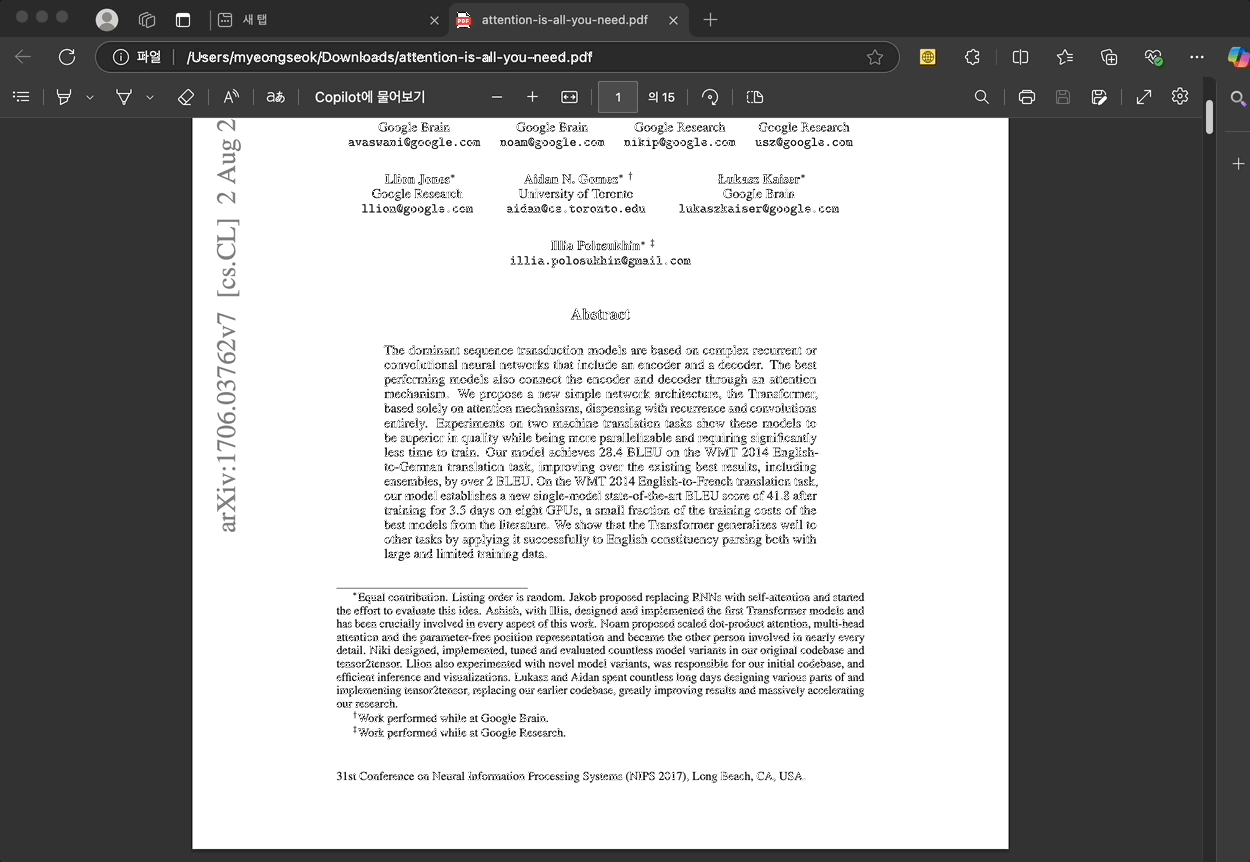 새 탭
attention-is-all-you-need.pdf
파일
/Users/myeongseok/Downloads/attention-is-all-you-need.pdf
aあ
Copilot에 물어보기
1
의 15
arXiv:1706.03762v7 [cs.CL] 2 Aug 2
Google Brain Google Brain Google Research Google Research
avaswani@google.com noam@google.com nikip@google.com usz@google.com
Llion Jones* Aidan N. Gomez* † Łukasz Kaiser*
Google Research University of Toronto Google Brain
llion@google.com aidan@cs.toronto.edu lukaszkaiser@google.com
Illia Polosukhin* ‡
illia.polosukhin@gmail.com
Abstract
The dominant sequence transduction models are based on complex recurrent or
convolutional neural networks that include an encoder and a decoder. The best
performing models also connect the encoder and decoder through an attention
mechanism. We propose a new simple network architecture, the Transformer,
based solely on attention mechanisms, dispensing with recurrence and convolutions
entirely. Experiments on two machine translation tasks show these models to
be superior in quality while being more parallelizable and requiring significantly
less time to train. Our model achieves 28.4 BLEU on the WMT 2014 English-
to-German translation task, improving over the existing best results, including
ensembles, by over 2 BLEU. On the WMT 2014 English-to-French translation task,
our model establishes a new single-model state-of-the-art BLEU score of 41.8 after
training for 3.5 days on eight GPUs, a small fraction of the training costs of the
best models from the literature. We show that the Transformer generalizes well to
other tasks by applying it successfully to English constituency parsing both with
large and limited training data.
*Equal contribution. Listing order is random. Jakob proposed replacing RNNs with self-attention and started
the effort to evaluate this idea. Ashish, with Illia, designed and implemented the first Transformer models and
has been crucially involved in every aspect of this work. Noam proposed scaled dot-product attention, multi-head
attention and the parameter-free position representation and became the other person involved in nearly every
detail. Niki designed, implemented, tuned and evaluated countless model variants in our original codebase and
tensor2tensor. Llion also experimented with novel model variants, was responsible for our initial codebase, and
efficient inference and visualizations. Lukasz and Aidan spent countless long days designing various parts of and
implementing tensor2tensor, replacing our earlier codebase, greatly improving results and massively accelerating
our research.
†Work performed while at Google Brain.
‡Work performed while at Google Research.
31st Conference on Neural Information Processing Systems (NIPS 2017), Long Beach, CA, USA.